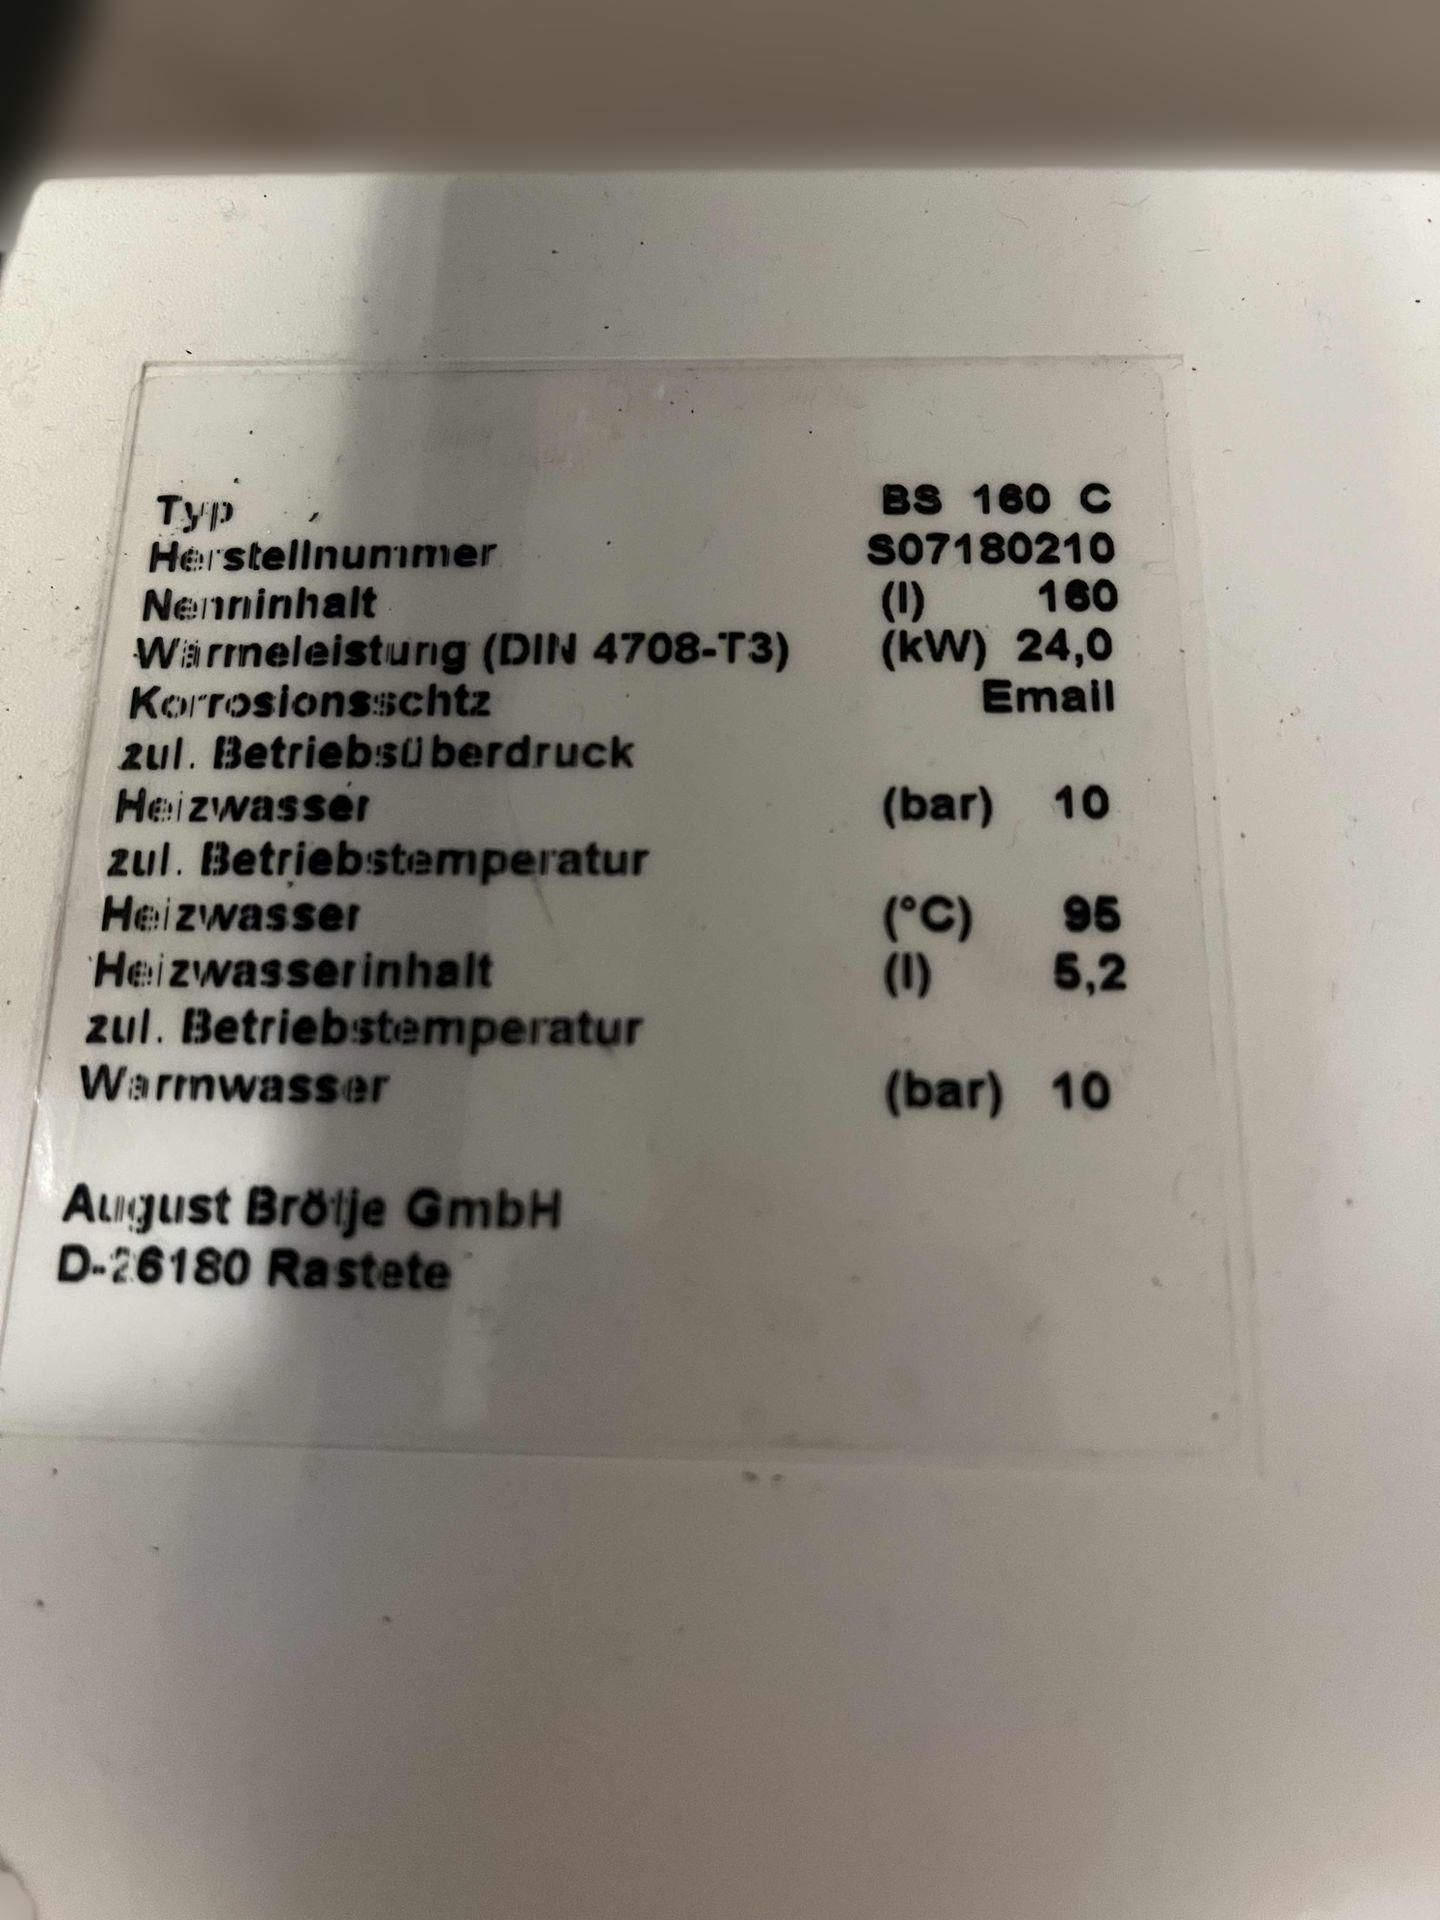 Typ BS 160 C
Herstellnummer S07180210
Nenninhalt (l) 160
Wärmeleistung (DIN 4708-T3) (kW) 24,0
Korrosionsschtz Email
zul. Betriebsüberdruck
Heizwasser (bar) 10
zul. Betriebstemperatur
Heizwasser (°C) 95
Heizwasserinhalt (l) 5,2
zul. Betriebstemperatur
Warmwasser (bar) 10
August Brötje GmbH
D-26180 Rastete